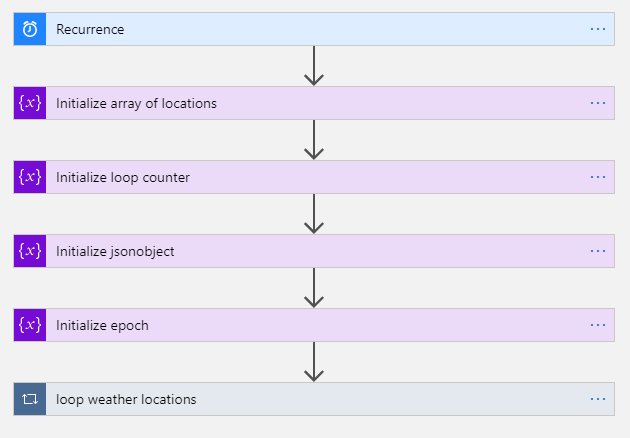 Recurrence
{x} Initialize array of locations
{x} Initialize loop counter
{x} Initialize jsonobject
{x} Initialize epoch
loop weather locations